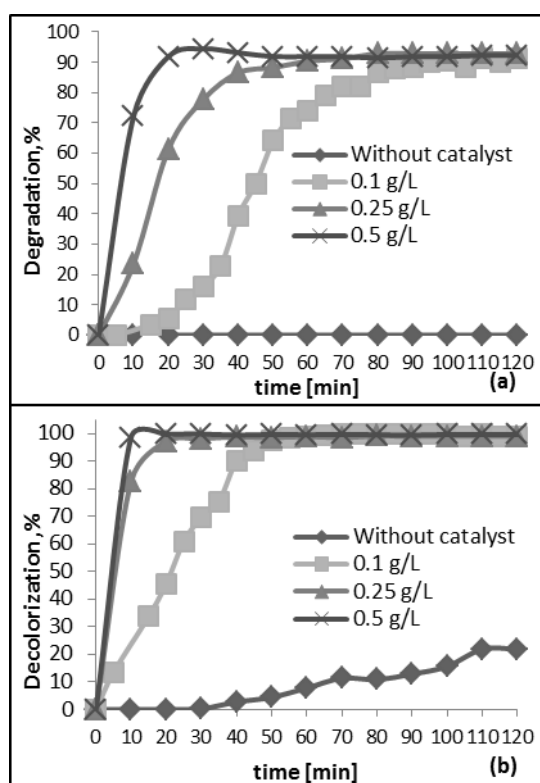 100
90
80
70
60
50
40
30
20
10
0
Degradation,%
Without catalyst
0.1 g/L
0.25 g/L
0.5 g/L
0 10 20 30 40 50 60 70 80 90 100 110 120
time [min]
(a)
100
90
80
70
60
50
40
30
20
10
0
Decolorization,%
Without catalyst
0.1 g/L
0.25 g/L
0.5 g/L
0 10 20 30 40 50 60 70 80 90 100 110 120
time [min]
(b)